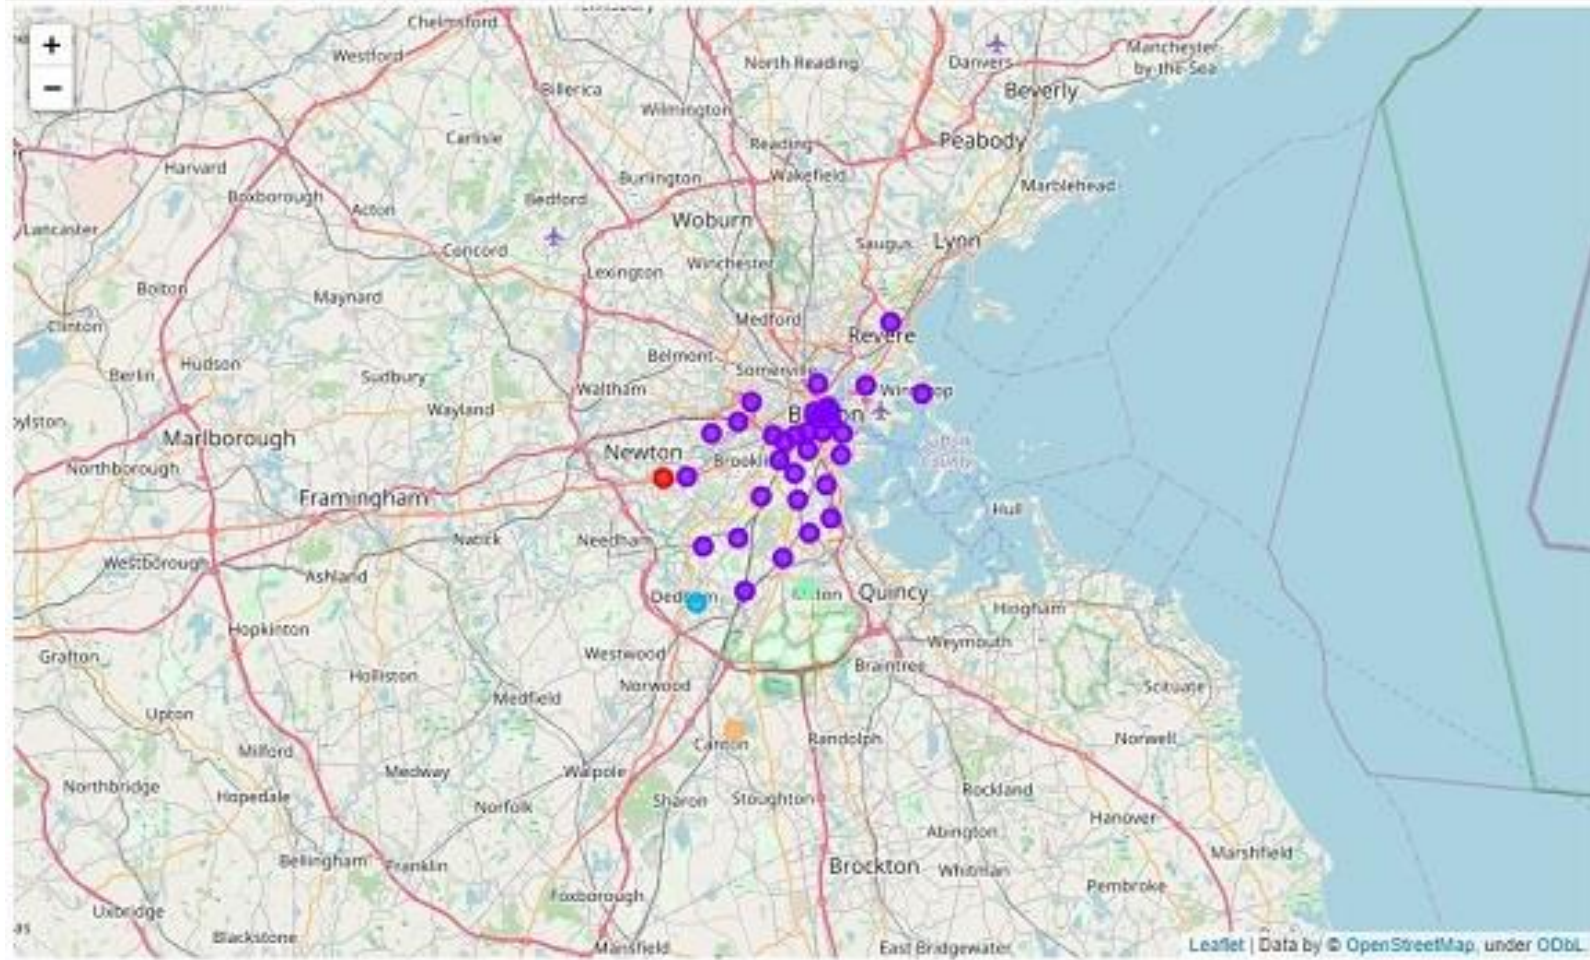 Chelmsford
+
Westford
North Reading
Danvers
Manchester-
by-the-Sea
−
Billerica
Beverly
Wilmington
Carlisle
Reading
Peabody
Harvard
Burlington
Wakefield
Marblehead
Boxborough
Bedford
Acton
Woburn
Lancaster
Concord
Saugus
Lynn
Lexington
Winchester
Bolton
Maynard
Clinton
Medford
Revere
Belmont
Hudson
Somerville
Berlin
Sudbury
Waltham
Wayland
oylston
Marlborough
Newton
Northborough
Framingham
Hull
Natick
Needham
Westborough
Ashland
Quincy
Hingham
Hopkinton
Weymouth
Grafton
Westwood
Braintree
Holliston
Norwood
Medfield
Scituate
Upton
Canton
Randolph
Norwell
Milford
Medway
Walpole
Northbridge
Hopedale
Norfolk
Sharon
Stoughton
Rockland
Hanover
Abington
Bellingham
Franklin
Brockton
Whitman
Marshfield
Pembroke
Foxborough
Uxbridge
as
Blackstone
Mansfield
East Bridgewater
Leaflet | Data by © OpenStreetMap, under ODbL.